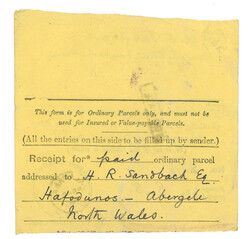 This form is for Ordinary Parcels only, and must not
be used for Insured or Value-payable Parcels.
(All the entries on this side to be filled up by sender.)
Receipt for* paid ordinary parcel
addressed to H. R. Sandbach Eq.
Hafodunos – Abergele
North Wales.